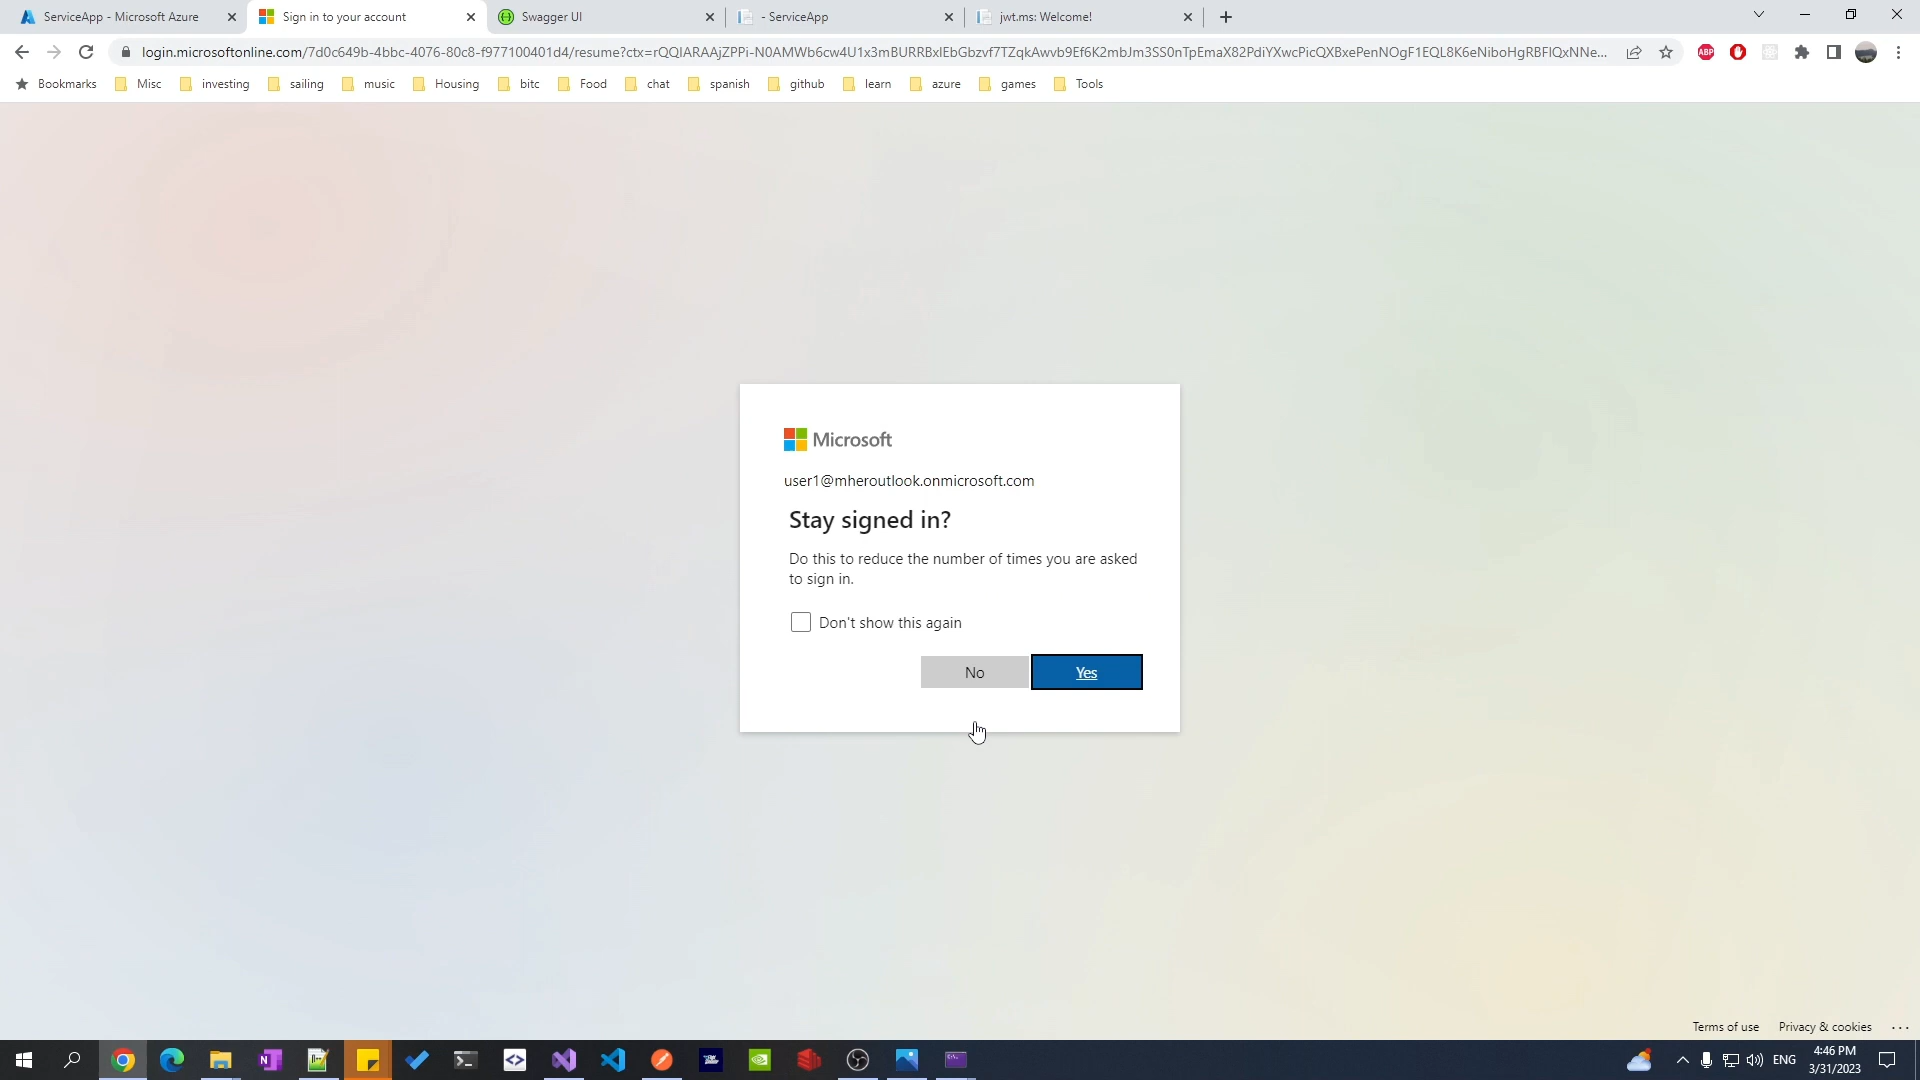 ServiceApp - Microsoft Azure
Sign in to your account
Swagger UI
- ServiceApp
jwt.ms: Welcome!
login.microsoftonline.com/7d0c649b-4bbc-4076-80c8-f977100401d4/resume?ctx=rQQIARAAjZPPi-N0AMWb6cw4U1x3mBURRBxlEbGbzvf7TZqkAwvb9Ef6K2mbJm3SS0nTpEmaX82PdiYXwcPicQXBxePenNOgF1EQL8K6eNiboHgRBFlQxNNe...
ABP
Bookmarks
Misc
investing
sailing
music
Housing
bitc
Food
chat
spanish
github
learn
azure
games
Tools
Microsoft
user1@mheroutlook.onmicrosoft.com
Stay signed in?
Do this to reduce the number of times you are asked
to sign in.
Don't show this again
No
Yes
Terms of use
Privacy & cookies
...
ENG
4:46 PM
3/31/2023